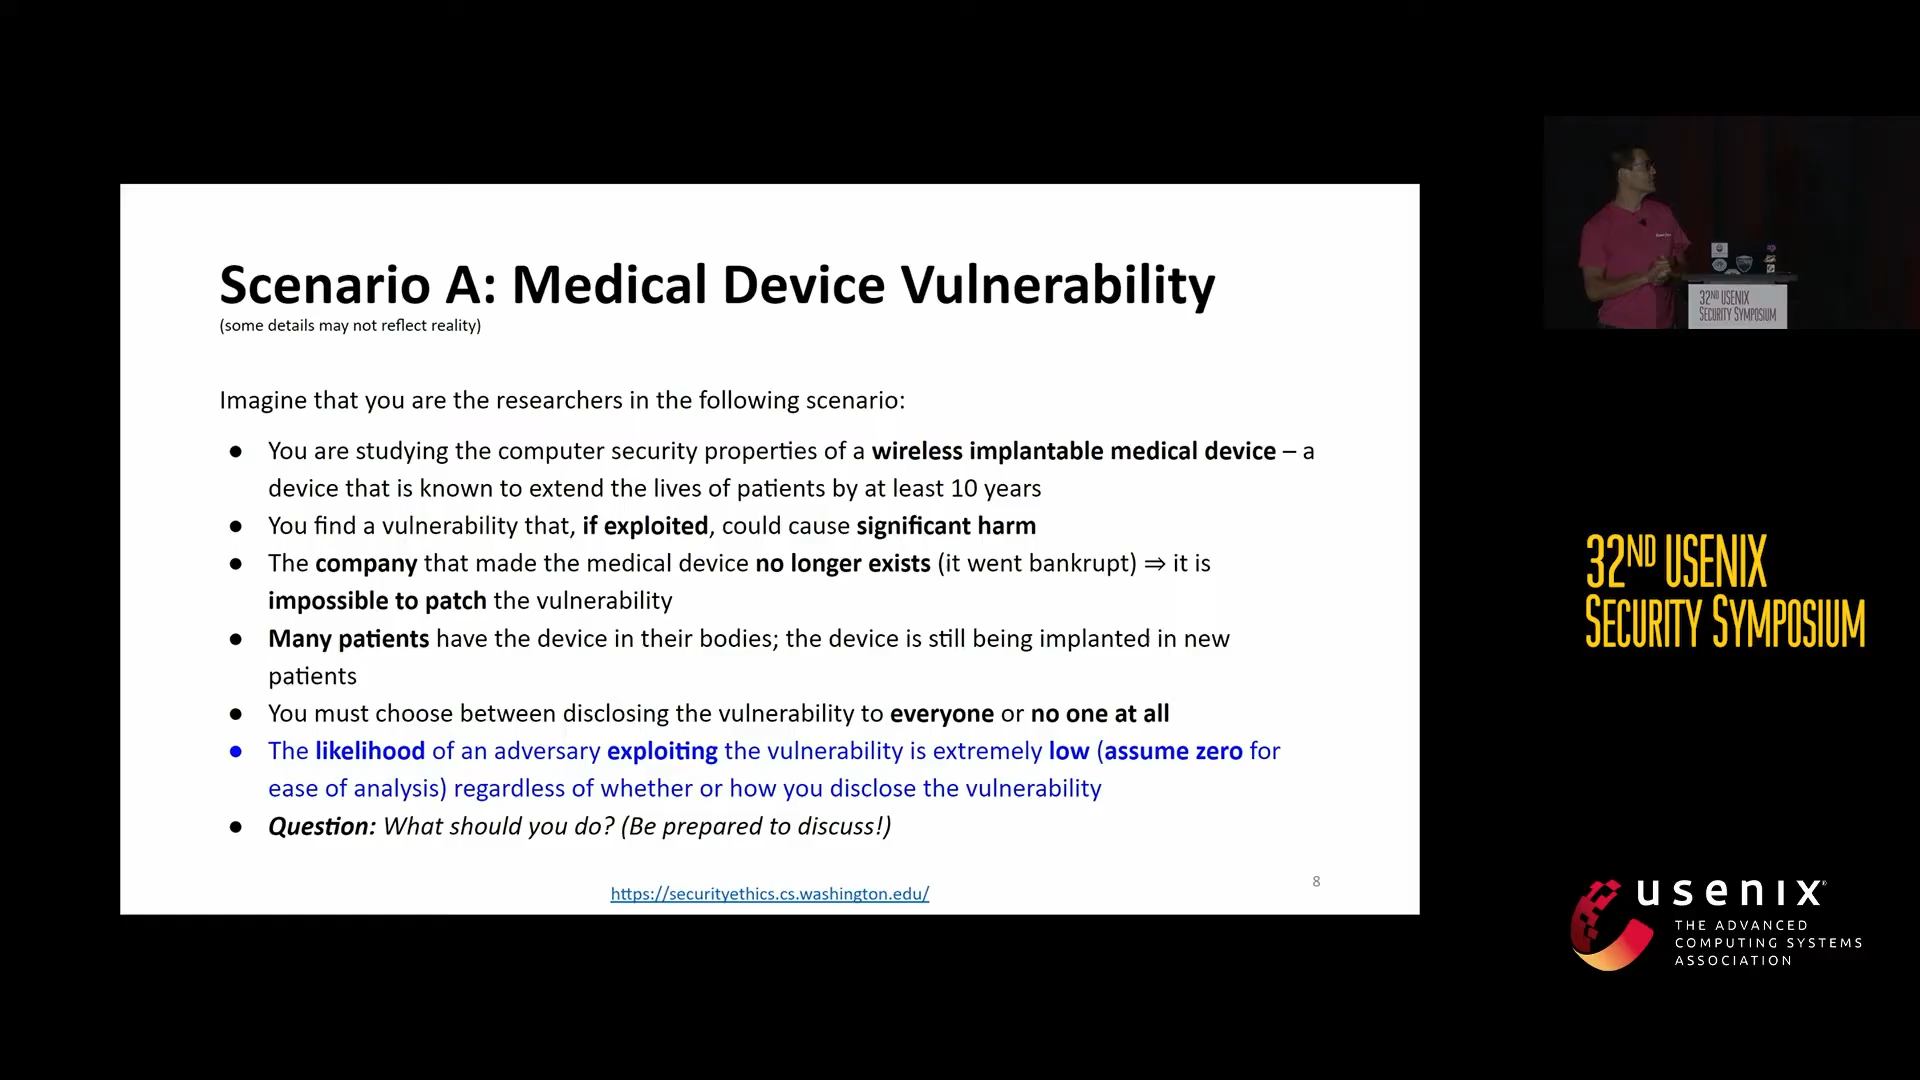 Scenario A: Medical Device Vulnerability
(some details may not reflect reality)
Imagine that you are the researchers in the following scenario:
● You are studying the computer security properties of a wireless implantable medical device – a
device that is known to extend the lives of patients by at least 10 years
● You find a vulnerability that, if exploited, could cause significant harm
● The company that made the medical device no longer exists (it went bankrupt) ⇒ it is
impossible to patch the vulnerability
● Many patients have the device in their bodies; the device is still being implanted in new
patients
● You must choose between disclosing the vulnerability to everyone or no one at all
● The likelihood of an adversary exploiting the vulnerability is extremely low (assume zero for
ease of analysis) regardless of whether or how you disclose the vulnerability
● Question: What should you do? (Be prepared to discuss!)
https://securityethics.cs.washington.edu/
8
32ND USENIX
SECURITY SYMPOSIUM
32ND USENIX
SECURITY SYMPOSIUM
usenix®
THE ADVANCED
COMPUTING SYSTEMS
ASSOCIATION